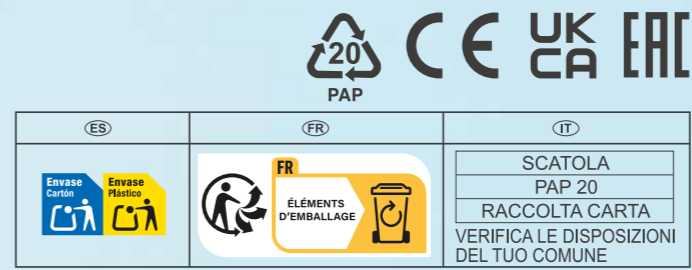 20
PAP
CE
UK
CA
EAC
ES
FR
IT
Envase
Cartón
Envase
Plástico
FR
ÉLÉMENTS
D'EMBALLAGE
SCATOLA
PAP 20
RACCOLTA CARTA
VERIFICA LE DISPOSIZIONI
DEL TUO COMUNE